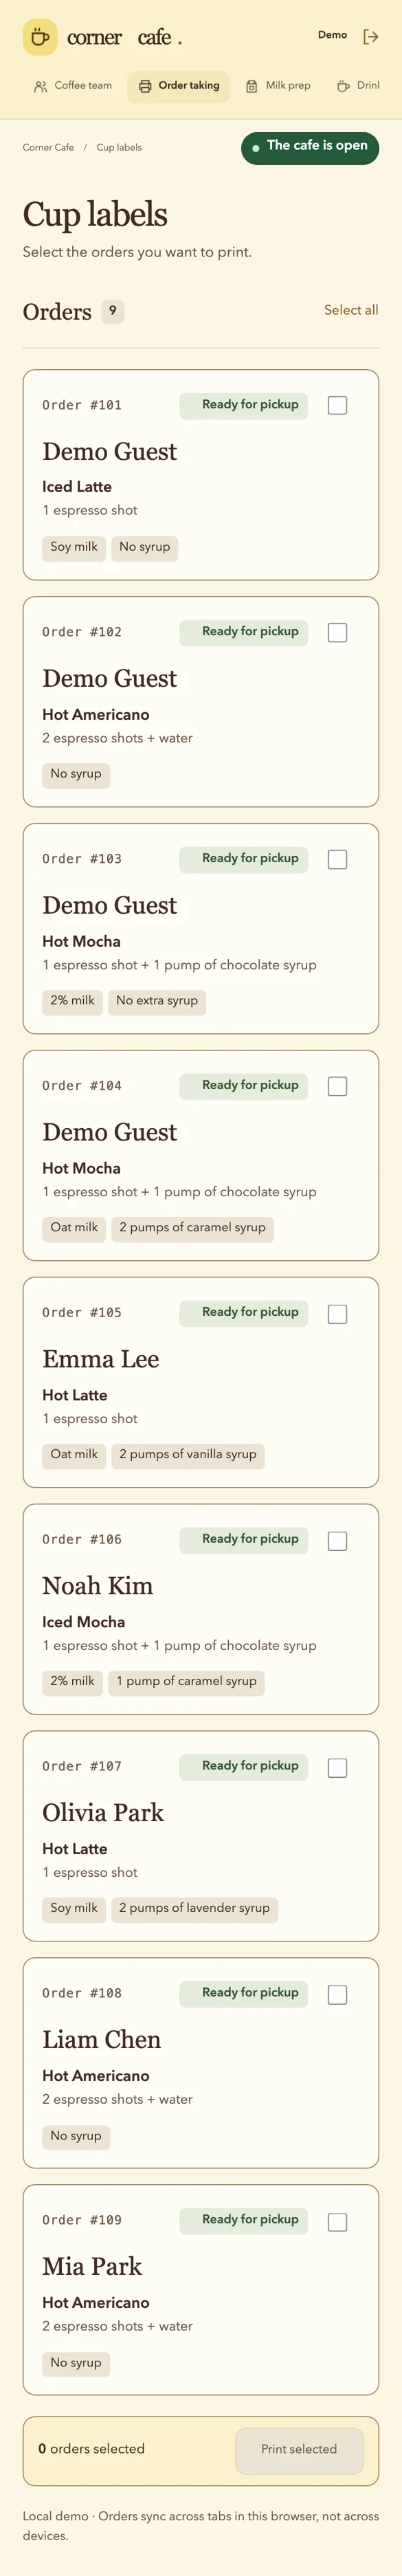 corner cafe .
Demo
Coffee team
Order taking
Milk prep
Drinl
Corner Cafe / Cup labels
The cafe is open
Cup labels
Select the orders you want to print.
Orders 9
Select all
Order #101
Ready for pickup
Demo Guest
Iced Latte
1 espresso shot
Soy milk
No syrup
Order #102
Ready for pickup
Demo Guest
Hot Americano
2 espresso shots + water
No syrup
Order #103
Ready for pickup
Demo Guest
Hot Mocha
1 espresso shot + 1 pump of chocolate syrup
2% milk
No extra syrup
Order #104
Ready for pickup
Demo Guest
Hot Mocha
1 espresso shot + 1 pump of chocolate syrup
Oat milk
2 pumps of caramel syrup
Order #105
Ready for pickup
Emma Lee
Hot Latte
1 espresso shot
Oat milk
2 pumps of vanilla syrup
Order #106
Ready for pickup
Noah Kim
Iced Mocha
1 espresso shot + 1 pump of chocolate syrup
2% milk
1 pump of caramel syrup
Order #107
Ready for pickup
Olivia Park
Hot Latte
1 espresso shot
Soy milk
2 pumps of lavender syrup
Order #108
Ready for pickup
Liam Chen
Hot Americano
2 espresso shots + water
No syrup
Order #109
Ready for pickup
Mia Park
Hot Americano
2 espresso shots + water
No syrup
0 orders selected
Print selected
Local demo · Orders sync across tabs in this browser, not across
devices.